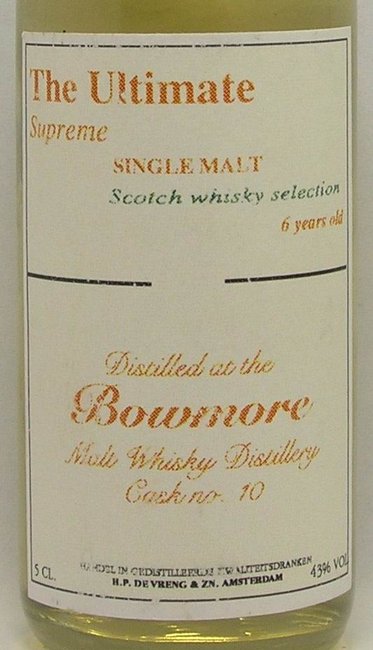 The Ultimate
Supreme
SINGLE MALT
Scotch whisky selection
6 years old
Distilled at the
Bowmore
Malt Whisky Distillery
Cask no. 10
HANDEL IN GEDISTILLEERDE KWALITEITSDRANKEN
5 CL. H.P. DE VRENG & ZN. AMSTERDAM 43% VOL